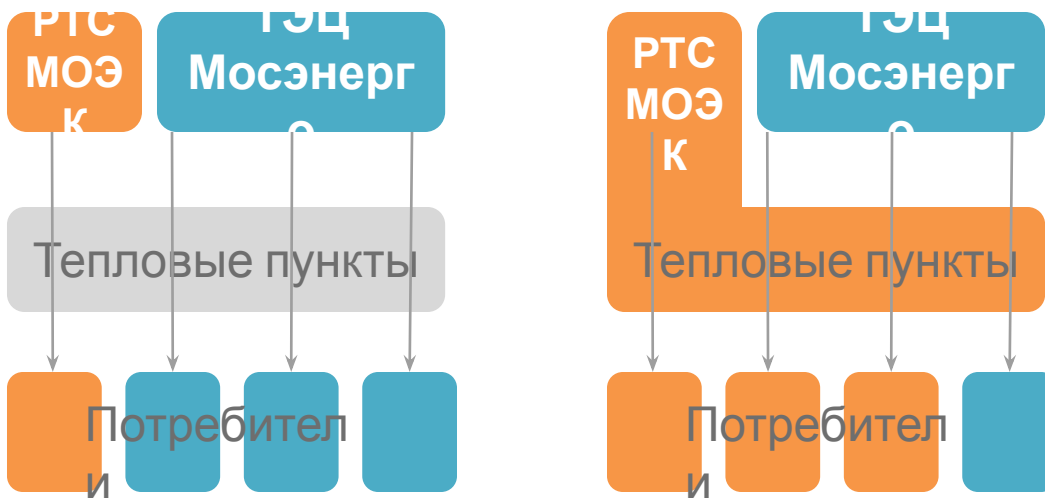 РТС
МОЭ
К
ТЭЦ
Мосэнерг
о
Тепловые пункты
Потребител
и
РТС
МОЭ
К
ТЭЦ
Мосэнерг
о
Тепловые пункты
Потребител
и